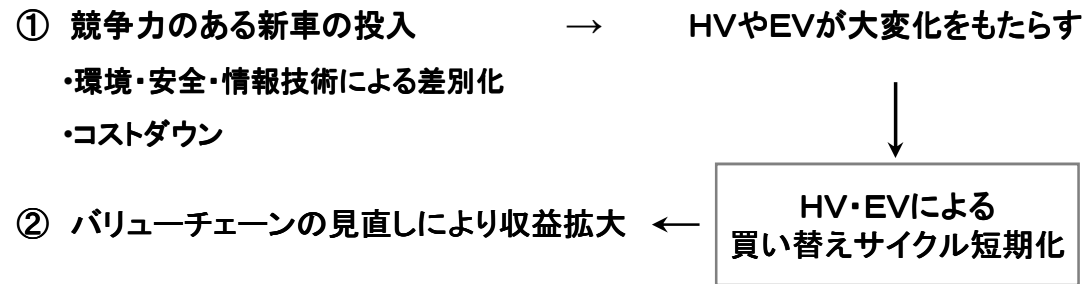 ① 競争力のある新車の投入 → HVやEVが大変化をもたらす
・環境・安全・情報技術による差別化
・コストダウン
HV・EVによる
買い替えサイクル短期化
② バリューチェーンの見直しにより収益拡大 ←